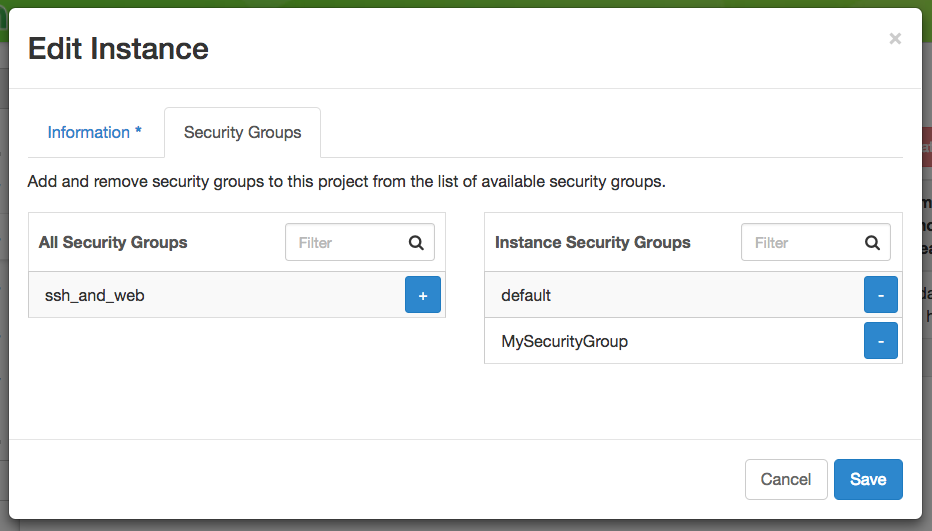 Edit Instance
×
Information *
Security Groups
Add and remove security groups to this project from the list of available security groups.
All Security Groups
Filter
ssh_and_web
+
Instance Security Groups
Filter
default
-
MySecurityGroup
-
Cancel
Save